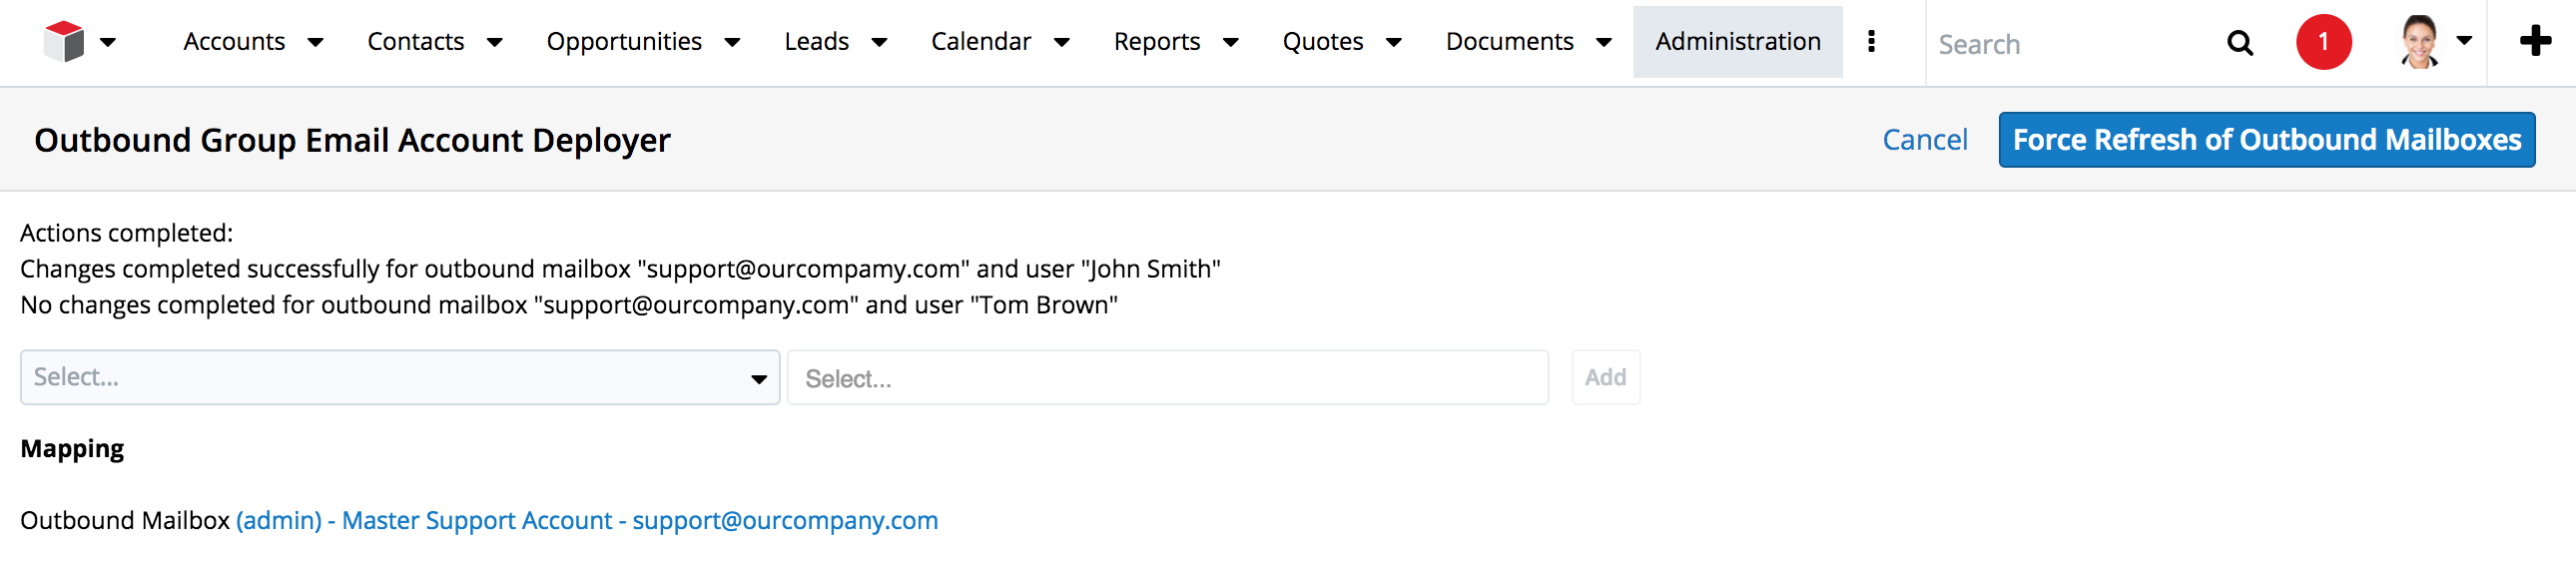 Accounts Contacts Opportunities Leads Calendar Reports Quotes Documents Administration Search 1
Outbound Group Email Account Deployer Cancel Force Refresh of Outbound Mailboxes
Actions completed:
Changes completed successfully for outbound mailbox "support@ourcompamy.com" and user "John Smith"
No changes completed for outbound mailbox "support@ourcompany.com" and user "Tom Brown"
Select... Select... Add
Mapping
Outbound Mailbox (admin) - Master Support Account - support@ourcompany.com